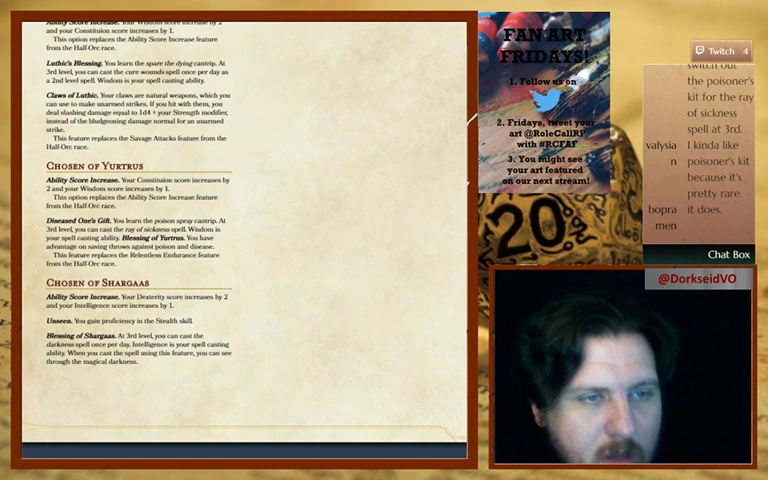 Ability Score Increase. Your Wisdom score increase by 2
and your Constituion score increases by 1.
This option replaces the Ability Score Increase feature
from the Half-Orc race.
Luthic's Blessing. You learn the spare the dying cantrip. At
3rd level, you can cast the cure wounds spell once per day as
a 2nd level spell. Wisdom is your spell casting ability.
Claws of Luthic. Your claws are natural weapons, which you
can use to make unarmed strikes. If you hit with them, you
deal slashing damage equal to 1d4 + your Strength modifier,
instead of the bludgeoning damage normal for an unarmed
strike.
This feature replaces the Savage Attacks feature from the
Half-Orc race.
Chosen of Yurtrus
Ability Score Increase. Your Constituion score increases by
2 and your Wisdom score increases by 1.
This option replaces the Ability Score Increase feature
from the Half-Orc race.
Diseased One's Gift. You learn the poison spray cantrip. At
3rd level, you can cast the ray of sickness spell. Wisdom is
your spell casting ability. Blessing of Yurtrus. You have
advantage on saving throws against poison and disease.
This feature replaces the Relentless Endurance feature
from the Half-Orc race.
Chosen of Shargaas
Ability Score Increase. Your Dexterity score increases by 2
and your Intelligence score increases by 1.
Unseen. You gain proficiency in the Stealth skill.
Blessing of Shargaas. At 3rd level, you can cast the
darkness spell once per day. Intelligence is your spell casting
ability. When you cast the spell using this feature, you can see
through the magical darkness.
FAN ART
FRIDAYS!
1. Follow us on
2. Fridays, tweet your
art @RoleCallRP
with #RCFAF
3. You might see
your art featured
on our next stream!
20
Twitch 4
switch out
the poisoner's
kit for the ray
of sickness
spell at 3rd.
valysia
n
I kinda like
poisoner's kit
because it's
pretty rare.
bopra
men
it does.
Chat Box
@DorkseidVO